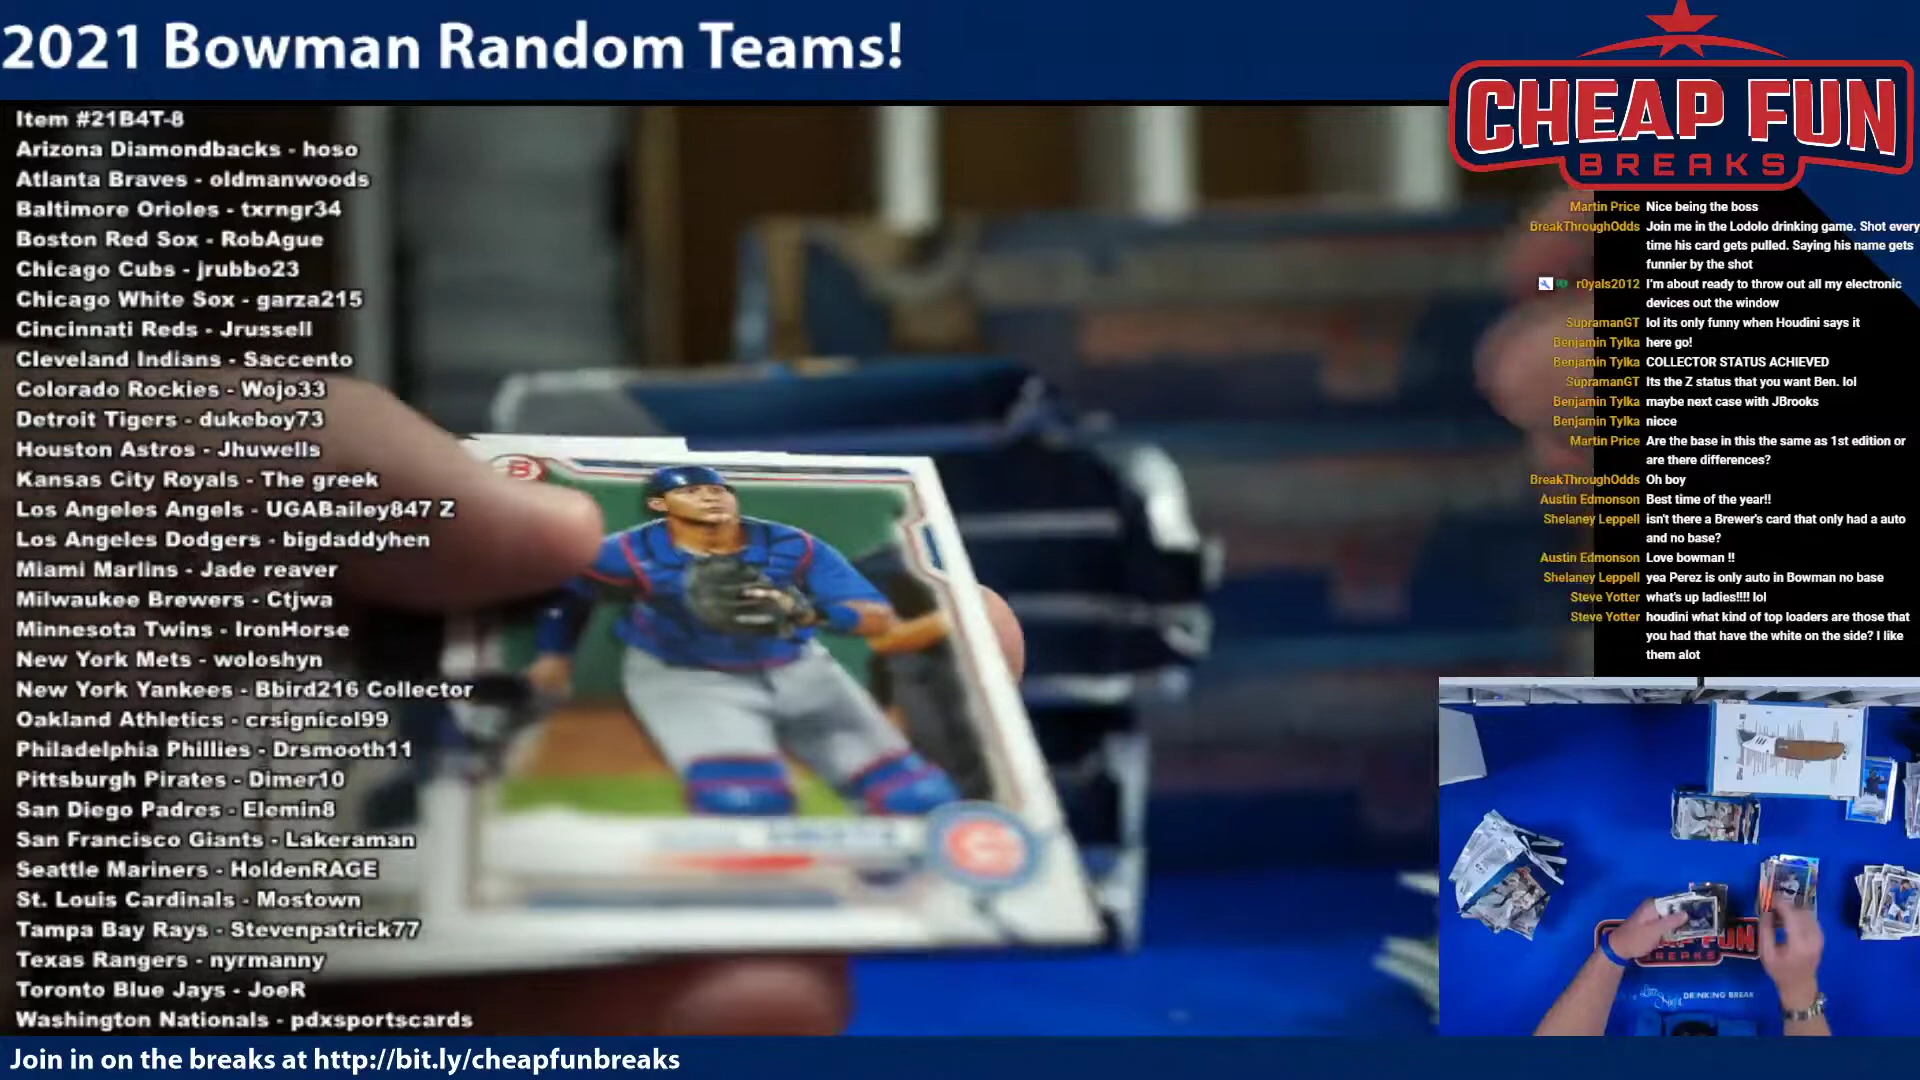 2021 Bowman Random Teams!
CHEAP FUN
BREAKS
Item #21B4T-8
Arizona Diamondbacks - hoso
Atlanta Braves - oldmanwoods
Baltimore Orioles - txrngr34
Boston Red Sox - RobAgue
Chicago Cubs - jrubbo23
Chicago White Sox - garza215
Cincinnati Reds - Jrussell
Cleveland Indians - Saccento
Colorado Rockies - Wojo33
Detroit Tigers - dukeboy73
Houston Astros - Jhuwells
Kansas City Royals - The greek
Los Angeles Angels - UGABailey847 Z
Los Angeles Dodgers - bigdaddyhen
Miami Marlins - Jade reaver
Milwaukee Brewers - Ctjwa
Minnesota Twins - IronHorse
New York Mets - woloshyn
New York Yankees - Bbird216 Collector
Oakland Athletics - crsignicol99
Philadelphia Phillies - Drsmooth11
Pittsburgh Pirates - Dimer10
San Diego Padres - Elemin8
San Francisco Giants - Lakeraman
Seattle Mariners - HoldenRAGE
St. Louis Cardinals - Mostown
Tampa Bay Rays - Stevenpatrick77
Texas Rangers - nyrmanny
Toronto Blue Jays - JoeR
Washington Nationals - pdxsportscards
Martin Price Nice being the boss
BreakThroughOdds Join me in the Lodolo drinking game. Shot every
time his card gets pulled. Saying his name gets
funnier by the shot
r0yals2012 I'm about ready to throw out all my electronic
devices out the window
SupramanGT lol its only funny when Houdini says it
Benjamin Tylka here go!
Benjamin Tylka COLLECTOR STATUS ACHIEVED
SupramanGT Its the Z status that you want Ben. lol
Benjamin Tylka maybe next case with JBrooks
Benjamin Tylka nicce
Martin Price Are the base in this the same as 1st edition or
are there differences?
BreakThroughOdds Oh boy
Austin Edmonson Best time of the year!!
Shelaney Leppell isn't there a Brewer's card that only had a auto
and no base?
Austin Edmonson Love bowman !!
Shelaney Leppell yea Perez is only auto in Bowman no base
Steve Yotter what's up ladies!!!! lol
Steve Yotter houdini what kind of top loaders are those that
you had that have the white on the side? I like
them alot
CHEAP FUN
BREAKS
DRINKING BREAK
Join in on the breaks at http://bit.ly/cheapfunbreaks